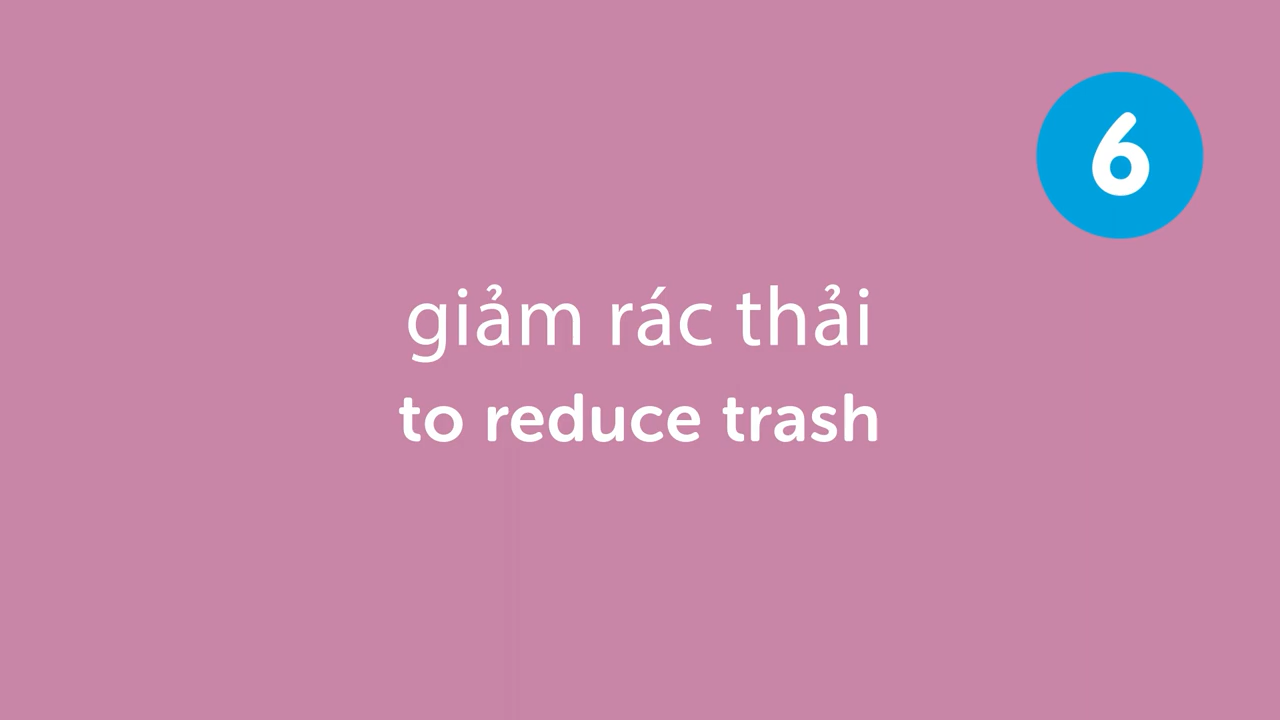 6
giảm rác thải
to reduce trash